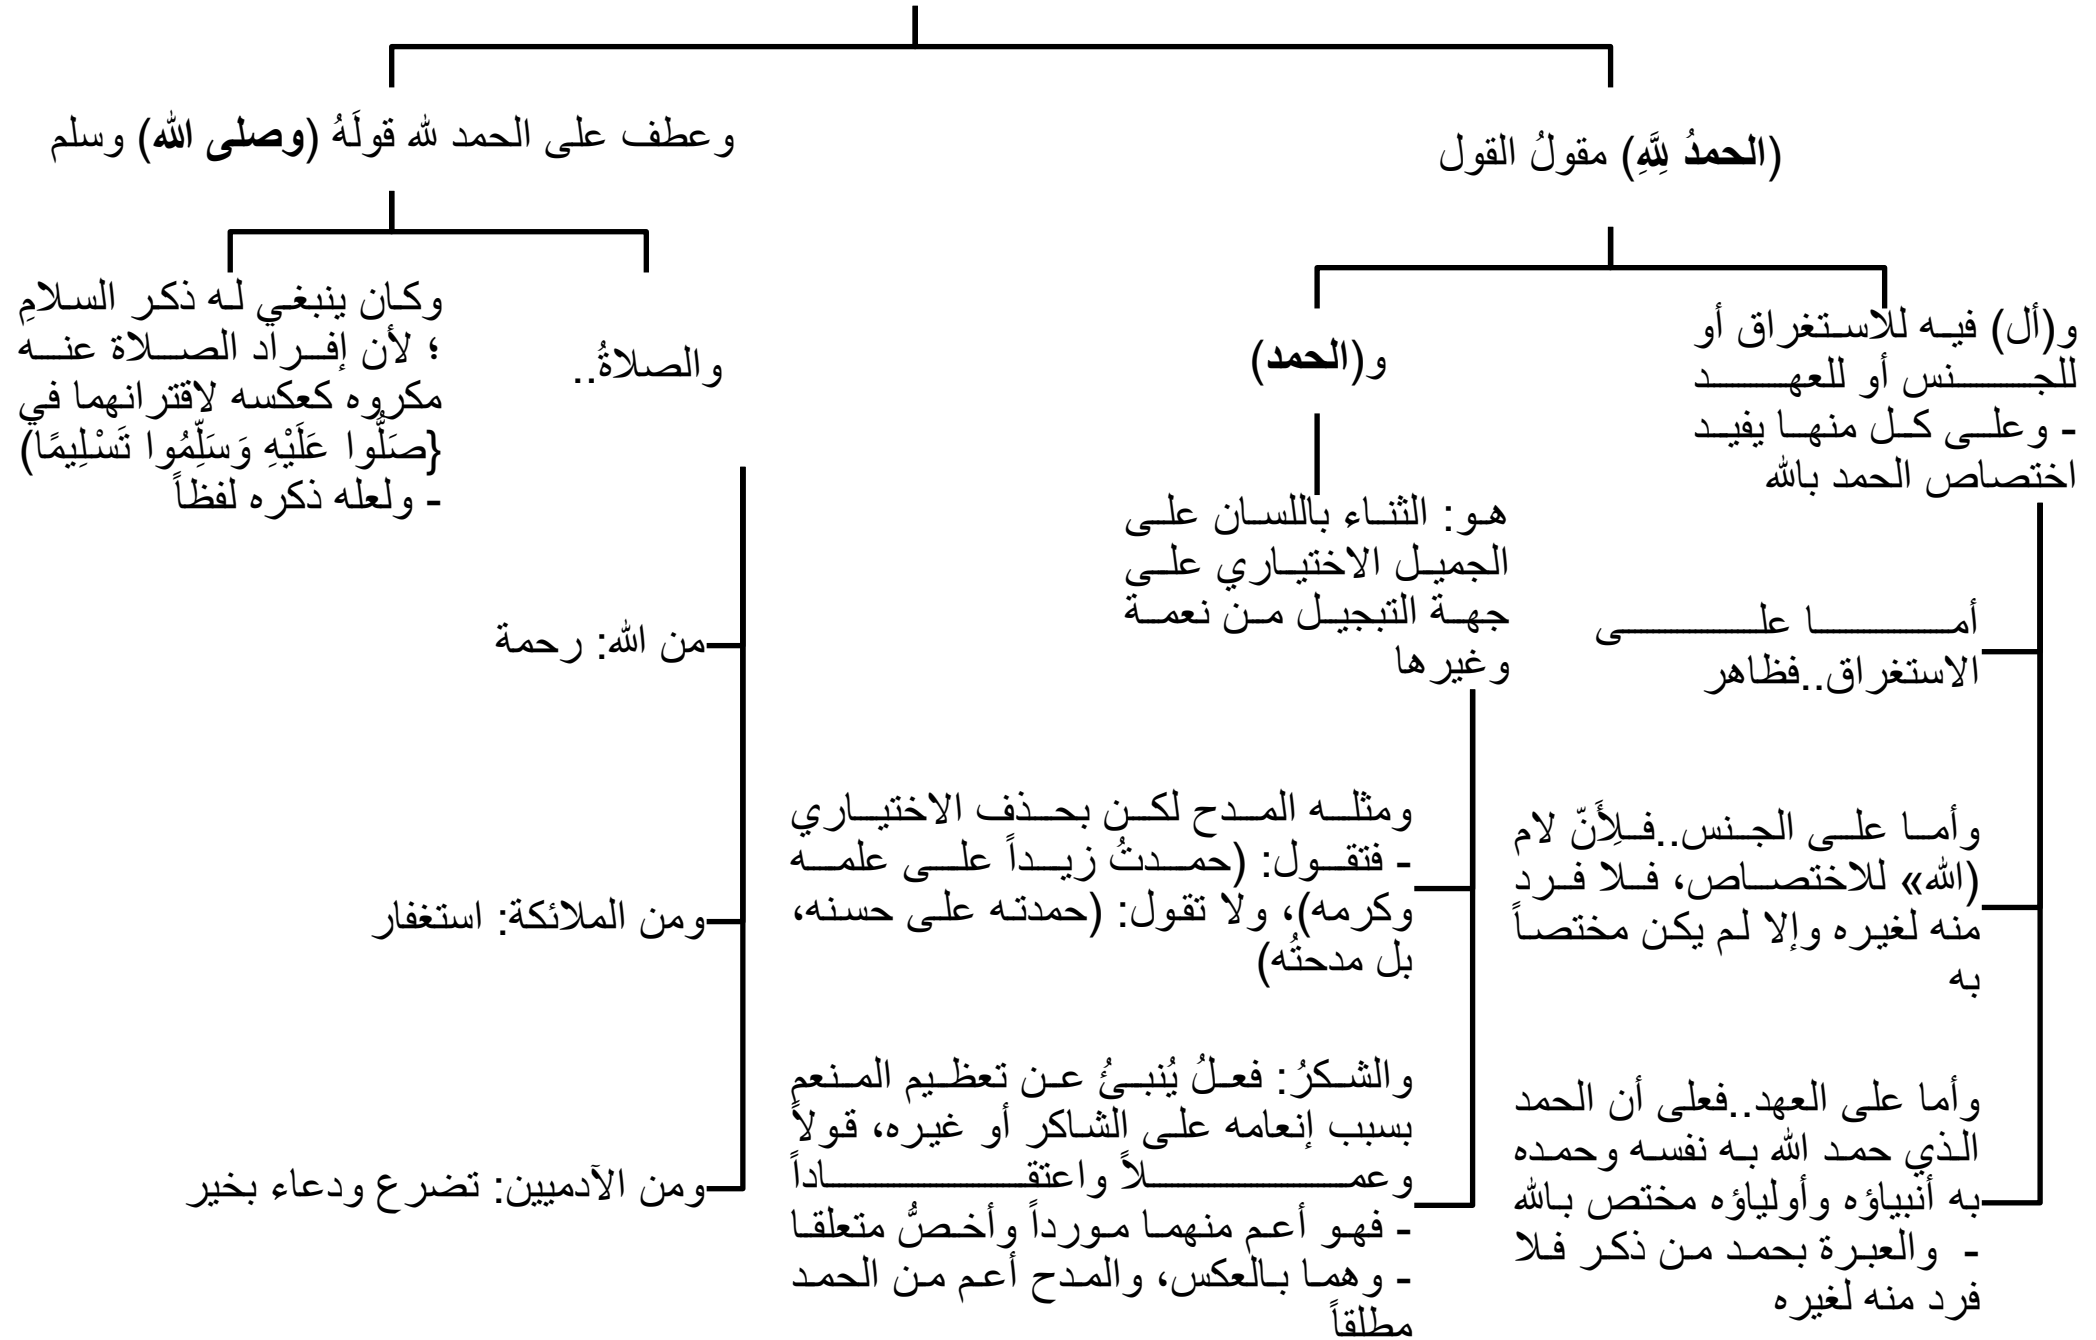 (الحمدُ لِلَّهِ) مقولُ القول
و(أل) فيه للاستغراق أو
للجنس أو للعهد
- وعلى كل منها يفيد
اختصاص الحمد بالله
أما على
الاستغراق..فظاهر
وأما على الجنس..فلِأَنّ لام
(الله» للاختصاص، فلا فرد
منه لغيره وإلا لم يكن مختصاً
به
وأما على العهد..فعلى أن الحمد
الذي حمد الله به نفسه وحمده
به أنبياؤه وأولياؤه مختص بالله
- والعبرة بحمد من ذكر فلا
فرد منه لغيره
و(الحمد)
هو: الثناء باللسان على
الجميل الاختياري على
جهة التبجيل من نعمة
وغيرها
ومثله المدح لكن بحذف الاختياري
- فتقول: (حمدتُ زيداً على علمه
وكرمه)، ولا تقول: (حمدته على حسنه،
بل مدحتُه)
والشكرُ: فعلُ يُنبئُ عن تعظيم المنعم
بسبب إنعامه على الشاكر أو غيره، قولاً
وعملاً واعتقاداً
- فهو أعم منهما مورداً وأخصُّ متعلقا
- وهما بالعكس، والمدح أعم من الحمد
مطلقاً
وعطف على الحمد لله قولَهُ (وصلى الله) وسلم
والصلاةُ..
من الله: رحمة
ومن الملائكة: استغفار
ومن الآدميين: تضرع ودعاء بخير
وكان ينبغي له ذكر السلامِ
؛ لأن إفراد الصلاة عنه
مكروه كعكسه لاقترانهما في
{صَلُّوا عَلَيْهِ وَسَلِّمُوا تَسْلِيمًا)
- ولعله ذكره لفظاً